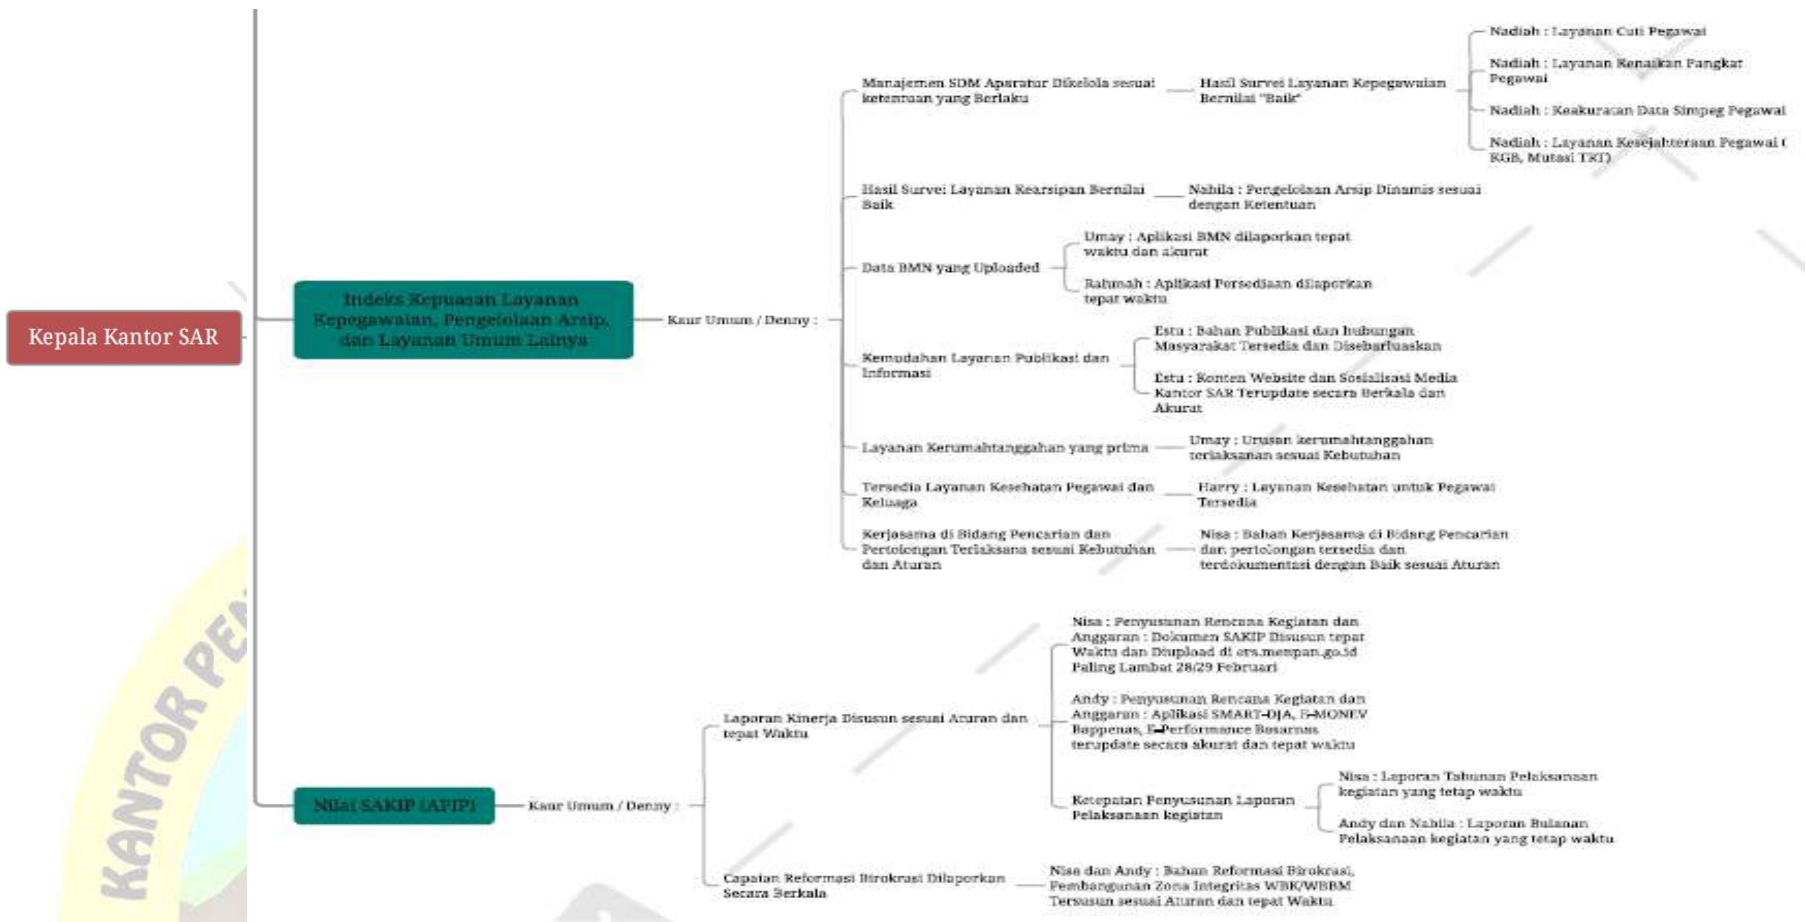 Kepala Kantor SAR
Indeks Kepuasan Layanan
Kepegawaian, Pengelolaan Arsip,
dan Layanan Umum Lainya
Kaur Umum / Denny :
Manajemen SDM Aparatur Dikelola sesuai
ketentuan yang Berlaku
Hasil Survei Layanan Kepegawaian
Bernilai "Baik"
Nadiah : Layanan Cuti Pegawai
Nadiah : Layanan Kenaikan Pangkat
Pegawai
Nadiah : Keakuratan Data Simpeg Pegawai
Nadiah : Layanan Kesejahteraan Pegawai (
KGB, Mutasi TKT)
Hasil Survei Layanan Kearsipan Bernilai
Baik
Nabila : Pengelolaan Arsip Dinamis sesuai
dengan Ketentuan
Data BMN yang Uploaded
Umay : Aplikasi BMN dilaporkan tepat
waktu dan akurat
Rahmah : Aplikasi Persediaan dilaporkan
tepat waktu
Kemudahan Layanan Publikasi dan
Informasi
Estu : Bahan Publikasi dan hubungan
Masyarakat Tersedia dan Disebarluaskan
Estu : Konten Website dan Sosialisasi Media
Kantor SAR Terupdate secara Berkala dan
Akurat
Layanan Kerumahtanggahan yang prima
Umay : Urusan kerumahtanggahan
terlaksanan sesuai Kebutuhan
Tersedia Layanan Kesehatan Pegawai dan
Keluaga
Harry : Layanan Kesehatan untuk Pegawai
Tersedia
Kerjasama di Bidang Pencarian dan
Pertolongan Terlaksana sesuai Kebutuhan
dan Aturan
Nisa : Bahan Kerjasama di Bidang Pencarian
dan pertolongan tersedia dan
terdokumentasi dengan Baik sesuai Aturan
Nilai SAKIP (APIP)
Kaur Umum / Denny :
Laporan Kinerja Disusun sesuai Aturan dan
tepat Waktu
Nisa : Penyusunan Rencana Kegiatan dan
Anggaran : Dokumen SAKIP Disusun tepat
Waktu dan Diupload di esr.menpan.go.id
Paling Lambat 28/29 Februari
Andy : Penyusunan Rencana Kegiatan dan
Anggaran : Aplikasi SMART-DJA, E-MONEV
Bappenas, E-Performance Basarnas
terupdate secara akurat dan tepat waktu
Ketepatan Penyusunan Laporan
Pelaksanaan kegiatan
Nisa : Laporan Tahunan Pelaksanaan
kegiatan yang tetap waktu
Andy dan Nabila : Laporan Bulanan
Pelaksanaan kegiatan yang tetap waktu
Capaian Reformasi Birokrasi Dilaporkan
Secara Berkala
Nisa dan Andy : Bahan Reformasi Birokrasi,
Pembangunan Zona Integritas WBK/WBBM
Tersusun sesuai Aturan dan tepat Waktu
KANTOR PEN